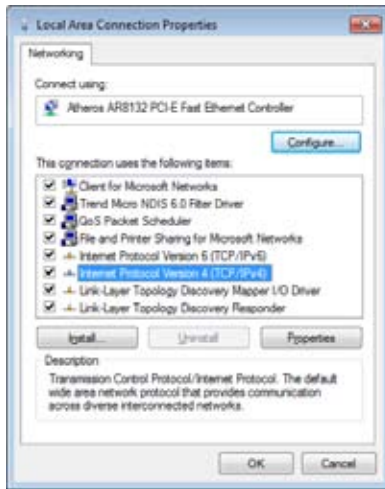 Local Area Connection Properties
Networking
Connect using:
Atheros AR8132 PCI-E Fast Ethernet Controller
Configure...
This connection uses the following items:
Client for Microsoft Networks
Trend Micro NDIS 6.0 Filter Driver
QoS Packet Scheduler
File and Printer Sharing for Microsoft Networks
Internet Protocol Version 6 (TCP/IPv6)
Internet Protocol Version 4 (TCP/IPv4)
Link-Layer Topology Discovery Mapper I/O Driver
Link-Layer Topology Discovery Responder
Install... Uninstall Properties
Description
Transmission Control Protocol/Internet Protocol. The default
wide area network protocol that provides communication
across diverse interconnected networks.
OK Cancel